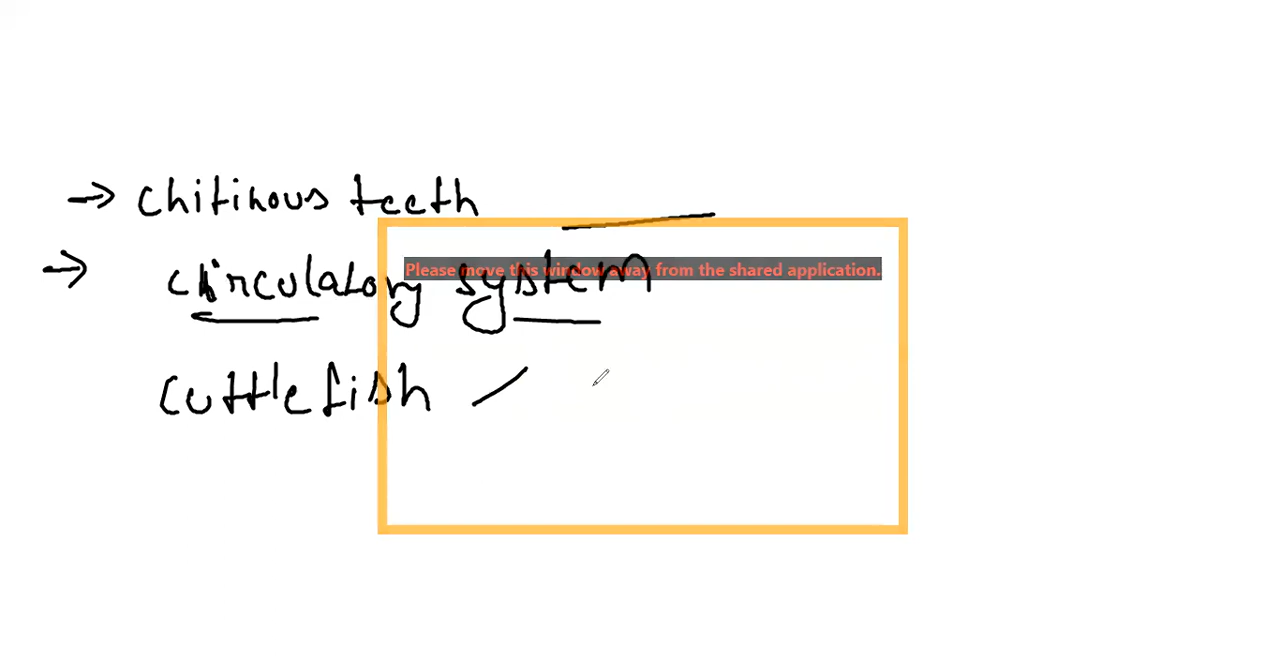 → chitinous teeth
Please move this window away from the shared application.
→ circulatory system
cuttlefish /